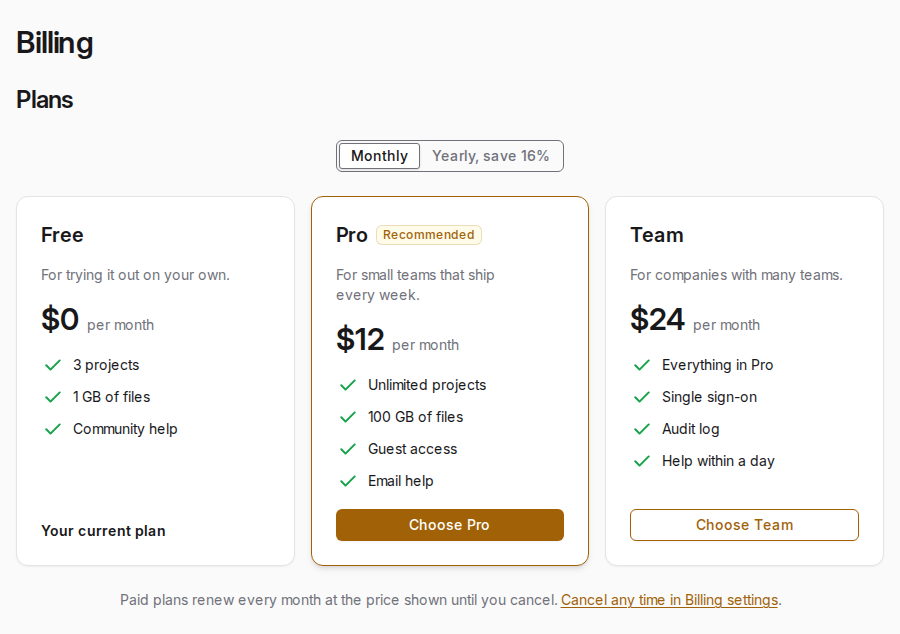 Billing
Plans
Monthly
Yearly, save 16%
Free
For trying it out on your own.
$0 per month
3 projects
1 GB of files
Community help
Your current plan
Pro
Recommended
For small teams that ship
every week.
$12 per month
Unlimited projects
100 GB of files
Guest access
Email help
Choose Pro
Team
For companies with many teams.
$24 per month
Everything in Pro
Single sign-on
Audit log
Help within a day
Choose Team
Paid plans renew every month at the price shown until you cancel. Cancel any time in Billing settings.